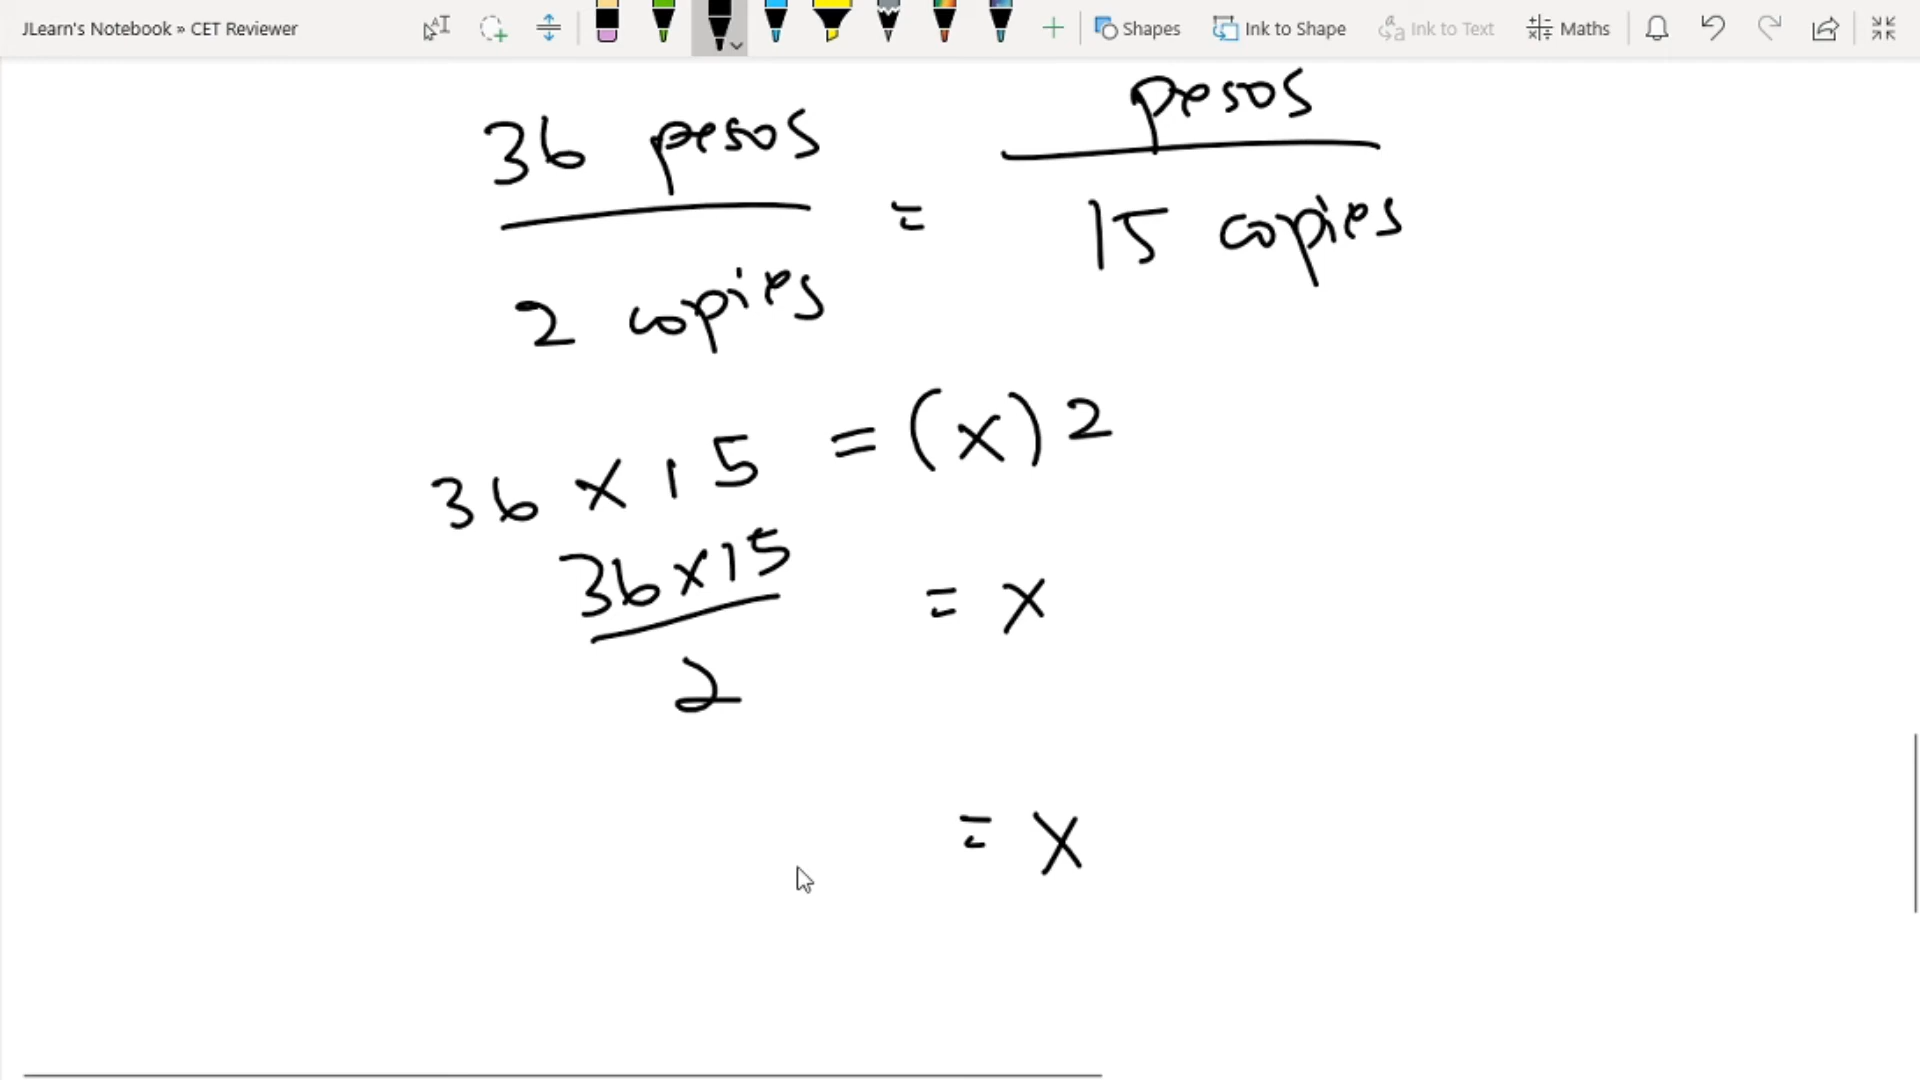 JLearn's Notebook » CET Reviewer
Shapes
Ink to Shape
Ink to Text
Maths
36 pesos
2 copies
=
pesos
15 copies
36 x 15 = (x) 2
36x15
2
= x
= x